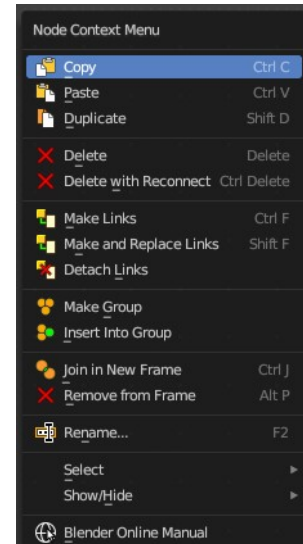 Node Context Menu
Copy Ctrl C
Paste Ctrl V
Duplicate Shift D
Delete Delete
Delete with Reconnect Ctrl Delete
Make Links Ctrl F
Make and Replace Links Shift F
Detach Links
Make Group
Insert Into Group
Join in New Frame Ctrl J
Remove from Frame Alt P
Rename... F2
Select
Show/Hide
Blender Online Manual